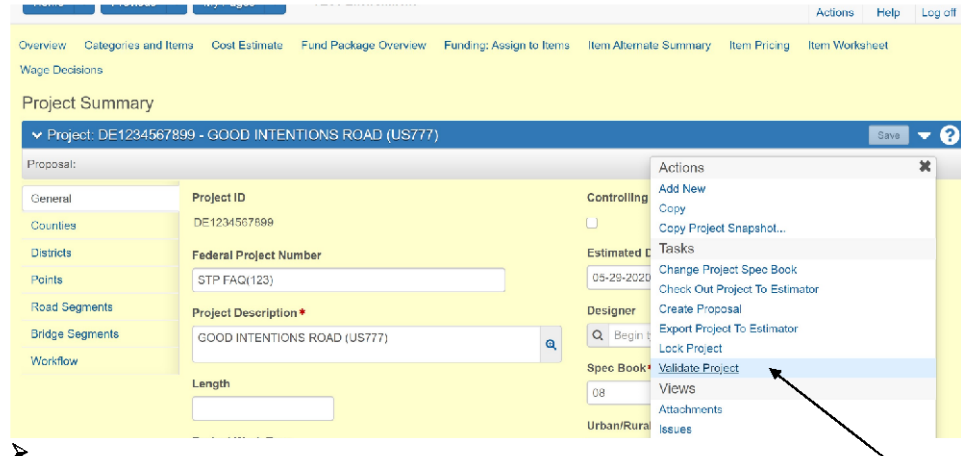 Actions Help Log off
Overview Categories and Items Cost Estimate Fund Package Overview Funding: Assign to Items Item Alternate Summary Item Pricing Item Worksheet
Wage Decisions
Project Summary
Project: DE1234567899 - GOOD INTENTIONS ROAD (US777) Save
Proposal:
General
Counties
Districts
Points
Road Segments
Bridge Segments
Workflow
Project ID
DE1234567899
Federal Project Number
STP FAQ(123)
Project Description*
GOOD INTENTIONS ROAD (US777)
Length
Controlling
Estimated D
05-29-2020
Designer
Begin t
Spec Book*
08
Urban/Rura
Actions
Add New
Copy
Copy Project Snapshot...
Tasks
Change Project Spec Book
Check Out Project To Estimator
Create Proposal
Export Project To Estimator
Lock Project
Validate Project
Views
Attachments
Issues